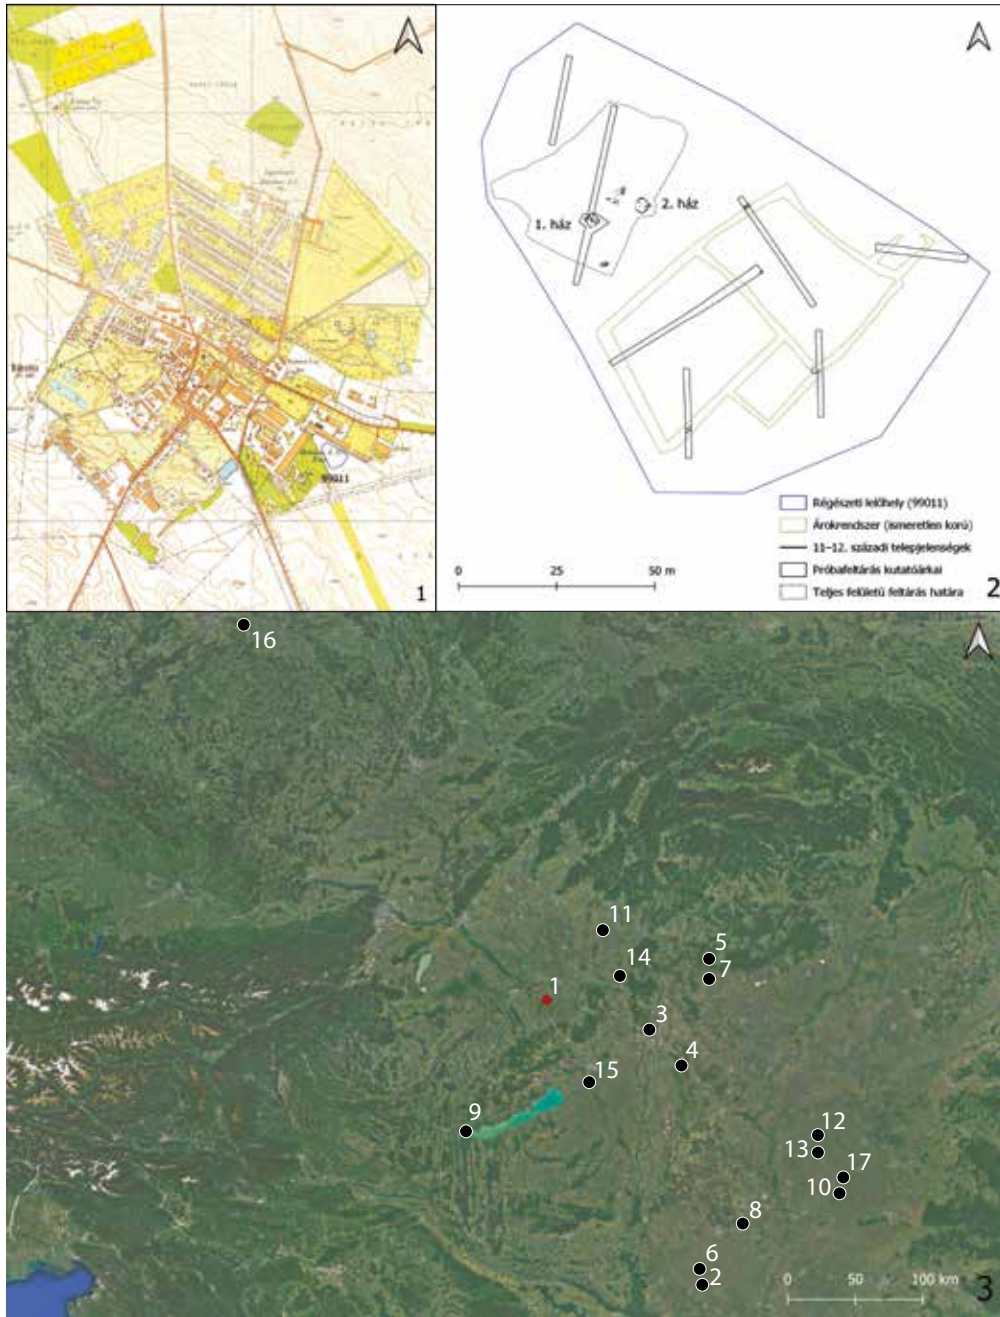 99011
1
1. ház
2. ház
0 25 50 m
Régészeti lelőhely (99011)
Árokrendszer (ismeretlen korú)
11–12. századi telepjelenségek
Próbafeltárás kutatóárkai
Teljes felületű feltárás határa
2
16
11
5
14
7
1
3
4
15
9
12
13
17
10
8
6
2
0 50 100 km
3